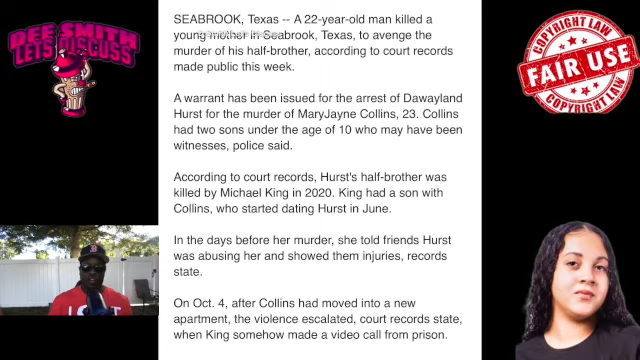 DEE SMITH
LETS DISCUSS
COPYRIGHT LAW
FAIR USE
COPYRIGHT LAW
SEABROOK, Texas -- A 22-year-old man killed a
young mother in Seabrook, Texas, to avenge the
murder of his half-brother, according to court records
made public this week.
A warrant has been issued for the arrest of Dawayland
Hurst for the murder of MaryJayne Collins, 23. Collins
had two sons under the age of 10 who may have been
witnesses, police said.
According to court records, Hurst's half-brother was
killed by Michael King in 2020. King had a son with
Collins, who started dating Hurst in June.
In the days before her murder, she told friends Hurst
was abusing her and showed them injuries, records
state.
On Oct. 4, after Collins had moved into a new
apartment, the violence escalated, court records state,
when King somehow made a video call from prison.